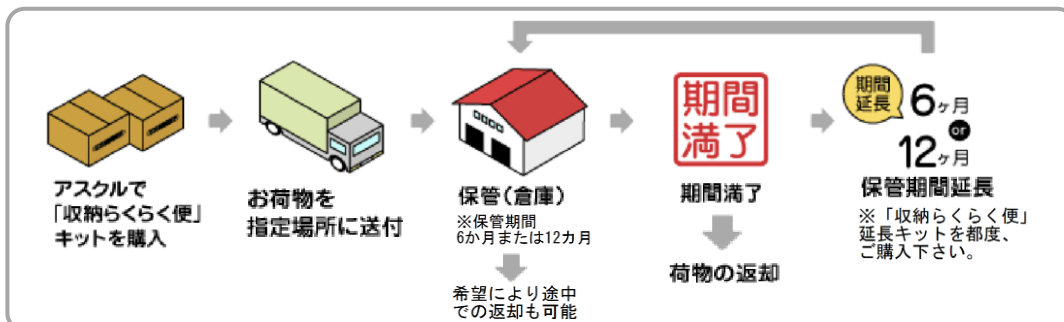 アスクルで
「収納らくらく便」
キットを購入
お荷物を
指定場所に送付
保管(倉庫)
※保管期間
6か月または12カ月
希望により途中
での返却も可能
期間
満了
期間満了
荷物の返却
期間
延長
6ヶ月
or
12ヶ月
保管期間延長
※「収納らくらく便」
延長キットを都度、
ご購入下さい。